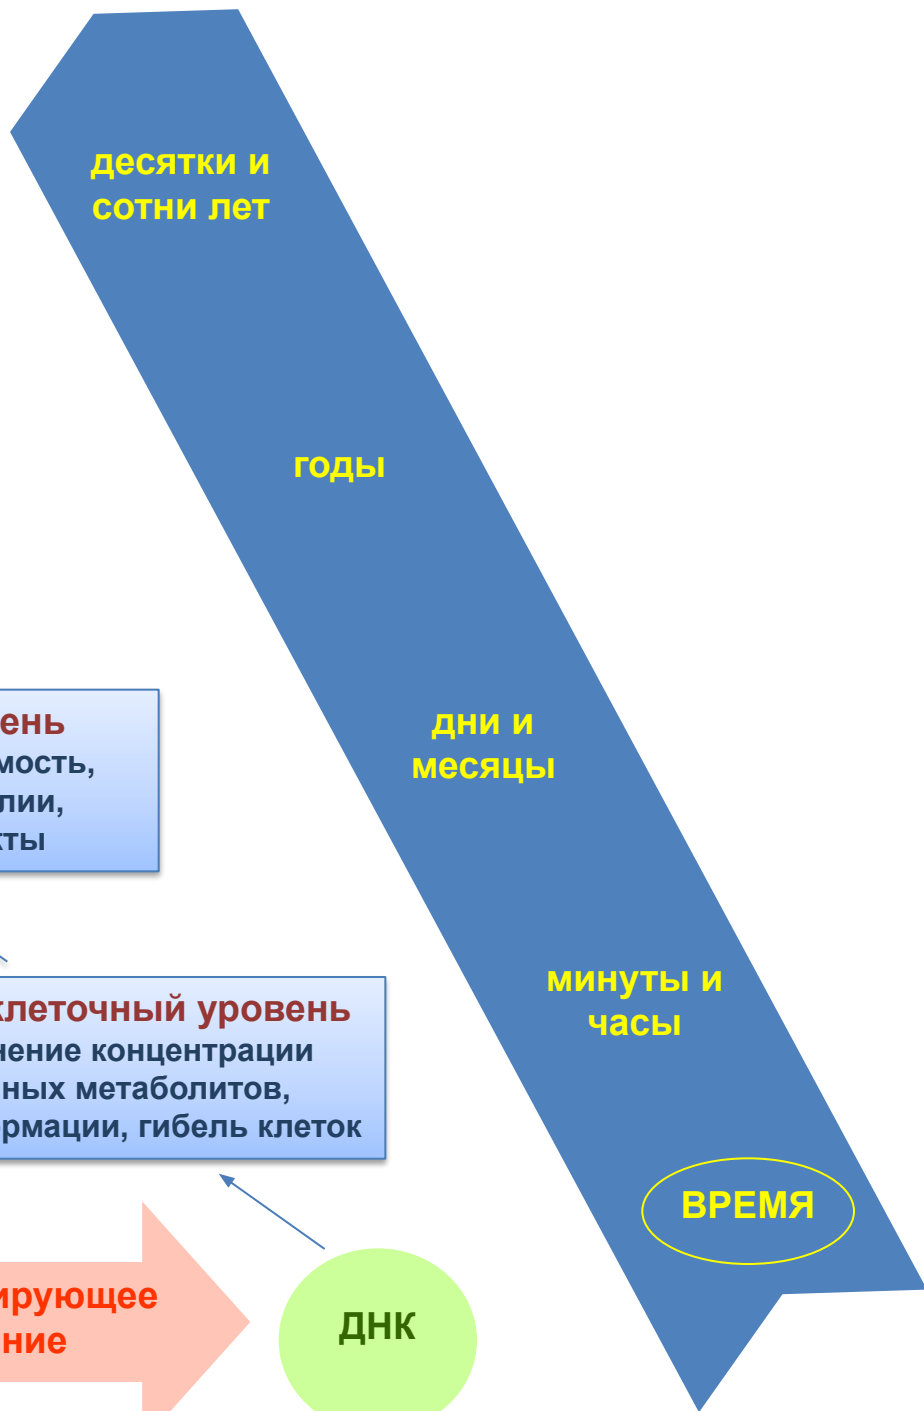 десятки и
сотни лет
годы
дни и
месяцы
минуты и
часы
ВРЕМЯ
ень
мость,
лии,
кты
клеточный уровень
нение концентрации
ных метаболитов,
рмации, гибель клеток
ирующее
ние
ДНК